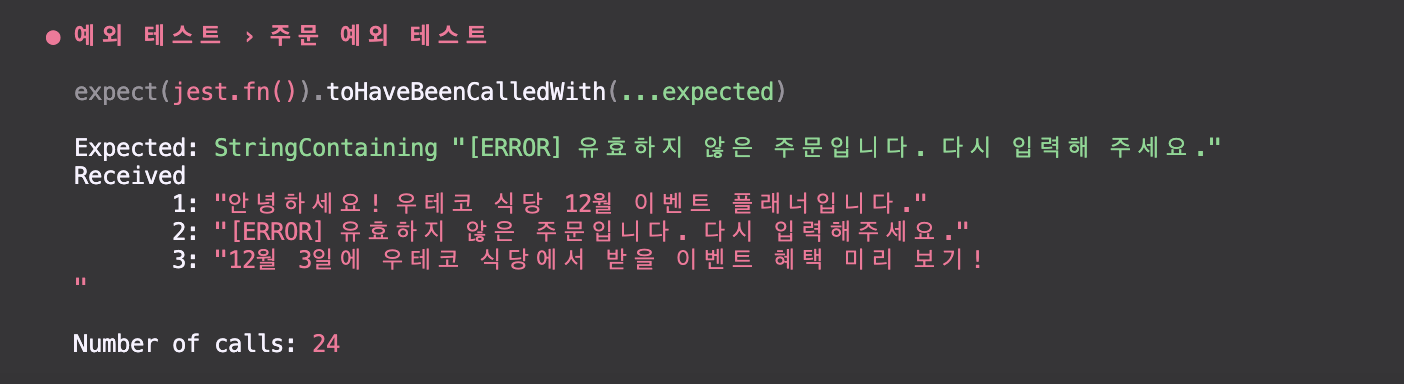 ● 예외 테스트 › 주문 예외 테스트
expect(jest.fn()).toHaveBeenCalledWith(...expected)
Expected: StringContaining "[ERROR] 유효하지 않은 주문입니다. 다시 입력해 주세요."
Received
1: "안녕하세요! 우테코 식당 12월 이벤트 플래너입니다."
2: "[ERROR] 유효하지 않은 주문입니다. 다시 입력해주세요."
3: "12월 3일에 우테코 식당에서 받을 이벤트 혜택 미리 보기!
"
Number of calls: 24